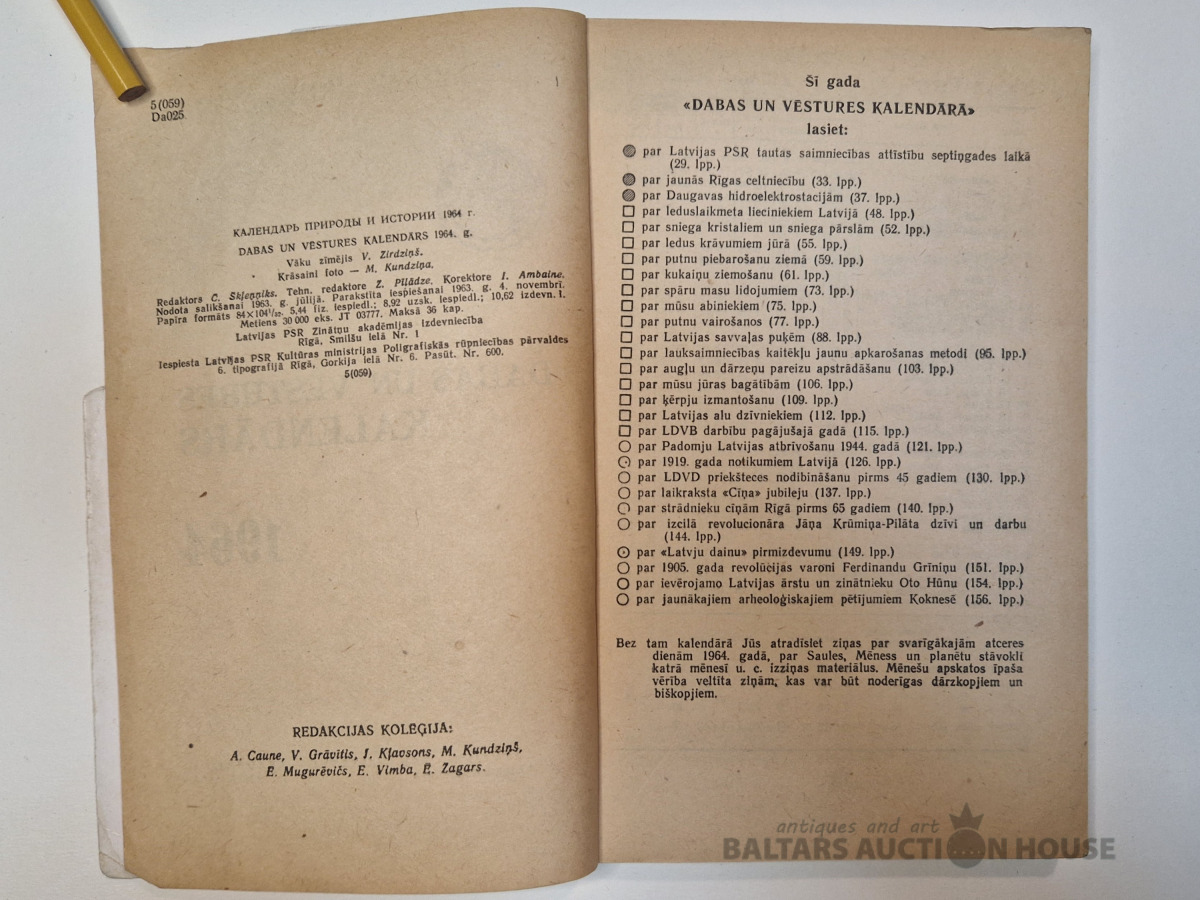 5(059)
Da025
КАЛЕНДАРЬ ПРИРОДЫ И ИСТОРИИ 1964 г.
DABAS UN VĒSTURES KALENDĀRS 1964. g.
Vāku zīmējis V. Zirdziņš.
Krāsaini foto — M. Kundziņa.
Redaktors C. Šķļeņņiks. Tehn. redaktore Z. Pīlādze. Korektore I. Ambaine.
Nodota salikšanai 1963. g. jūlijā. Parakstīta iespiešanai 1963. g. 4. novembrī.
Papīra formāts 84×104¹/₃₂. 5,44 fiz. iespiedl.; 8,92 uzsk. iespiedl.; 10,62 izdevn. l.
Metiens 30 000 eks. JT 03777. Maksā 36 kap.
Latvijas PSR Zinātņu akadēmijas izdevniecība
Rīgā, Smilšu ielā Nr. 1
Iespiesta Latvijas PSR Kultūras ministrijas Poligrafiskās rūpniecības pārvaldes
6. tipogrāfijā Rīgā, Gorkija ielā Nr. 6. Pasūt. Nr. 600.
5(059)
REDAKCIJAS KOLĒĢIJA:
A. Caune, V. Grāvītis, J. Kļavsons, M. Kundziņš,
Ē. Mugurēvičs, E. Vimba, Ē. Zagars.
Šī gada
«DABAS UN VĒSTURES KALENDĀRĀ»
lasiet:
par Latvijas PSR tautas saimniecības attīstību septiņgades laikā
(29. lpp.)
par jaunās Rīgas celtniecību (33. lpp.)
par Daugavas hidroelektrostacijām (37. lpp.)
par leduslaikmeta lieciniekiem Latvijā (48. lpp.)
par sniega kristaliem un sniega pārslām (52. lpp.)
par ledus krāvumiem jūrā (55. lpp.)
par putnu piebarošanu ziemā (59. lpp.)
par kukaiņu ziemošanu (61. lpp.)
par spāru masu lidojumiem (73. lpp.)
par mūsu abiniekiem (75. lpp.)
par putnu vairošanos (77. lpp.)
par Latvijas savvaļas puķēm (88. lpp.)
par lauksaimniecības kaitēkļu jaunu apkarošanas metodi (95. lpp.)
par augļu un dārzeņu pareizu apstrādāšanu (103. lpp.)
par mūsu jūras bagātībām (106. lpp.)
par ķērpju izmantošanu (109. lpp.)
par Latvijas alu dzīvniekiem (112. lpp.)
par LDVB darbību pagājušajā gadā (115. lpp.)
par Padomju Latvijas atbrīvošanu 1944. gadā (121. lpp.)
par 1919. gada notikumiem Latvijā (126. lpp.)
par LDVD priekšteces nodibināšanu pirms 45 gadiem (130. lpp.)
par laikraksta «Cīņa» jubileju (137. lpp.)
par strādnieku cīņām Rīgā pirms 65 gadiem (140. lpp.)
par izcilā revolucionāra Jāņa Krūmiņa-Pilāta dzīvi un darbu
(144. lpp.)
par «Latvju dainu» pirmizdevumu (149. lpp.)
par 1905. gada revolūcijas varoni Ferdinandu Grīniņu (151. lpp.)
par ievērojamo Latvijas ārstu un zinātnieku Oto Hūnu (154. lpp.)
par jaunākajiem arheoloģiskajiem pētījumiem Koknesē (156. lpp.)
Bez tam kalendārā Jūs atradīsiet ziņas par svarīgākajām atceres
dienām 1964. gadā, par Saules, Mēness un planētu stāvokli
katrā mēnesī u. c. izziņas materiālus. Mēnešu apskatos īpaša
vērība veltīta ziņām, kas var būt noderīgas dārzkopjiem un
biškopjiem.
antiques and art
BALTARS AUCTION HOUSE